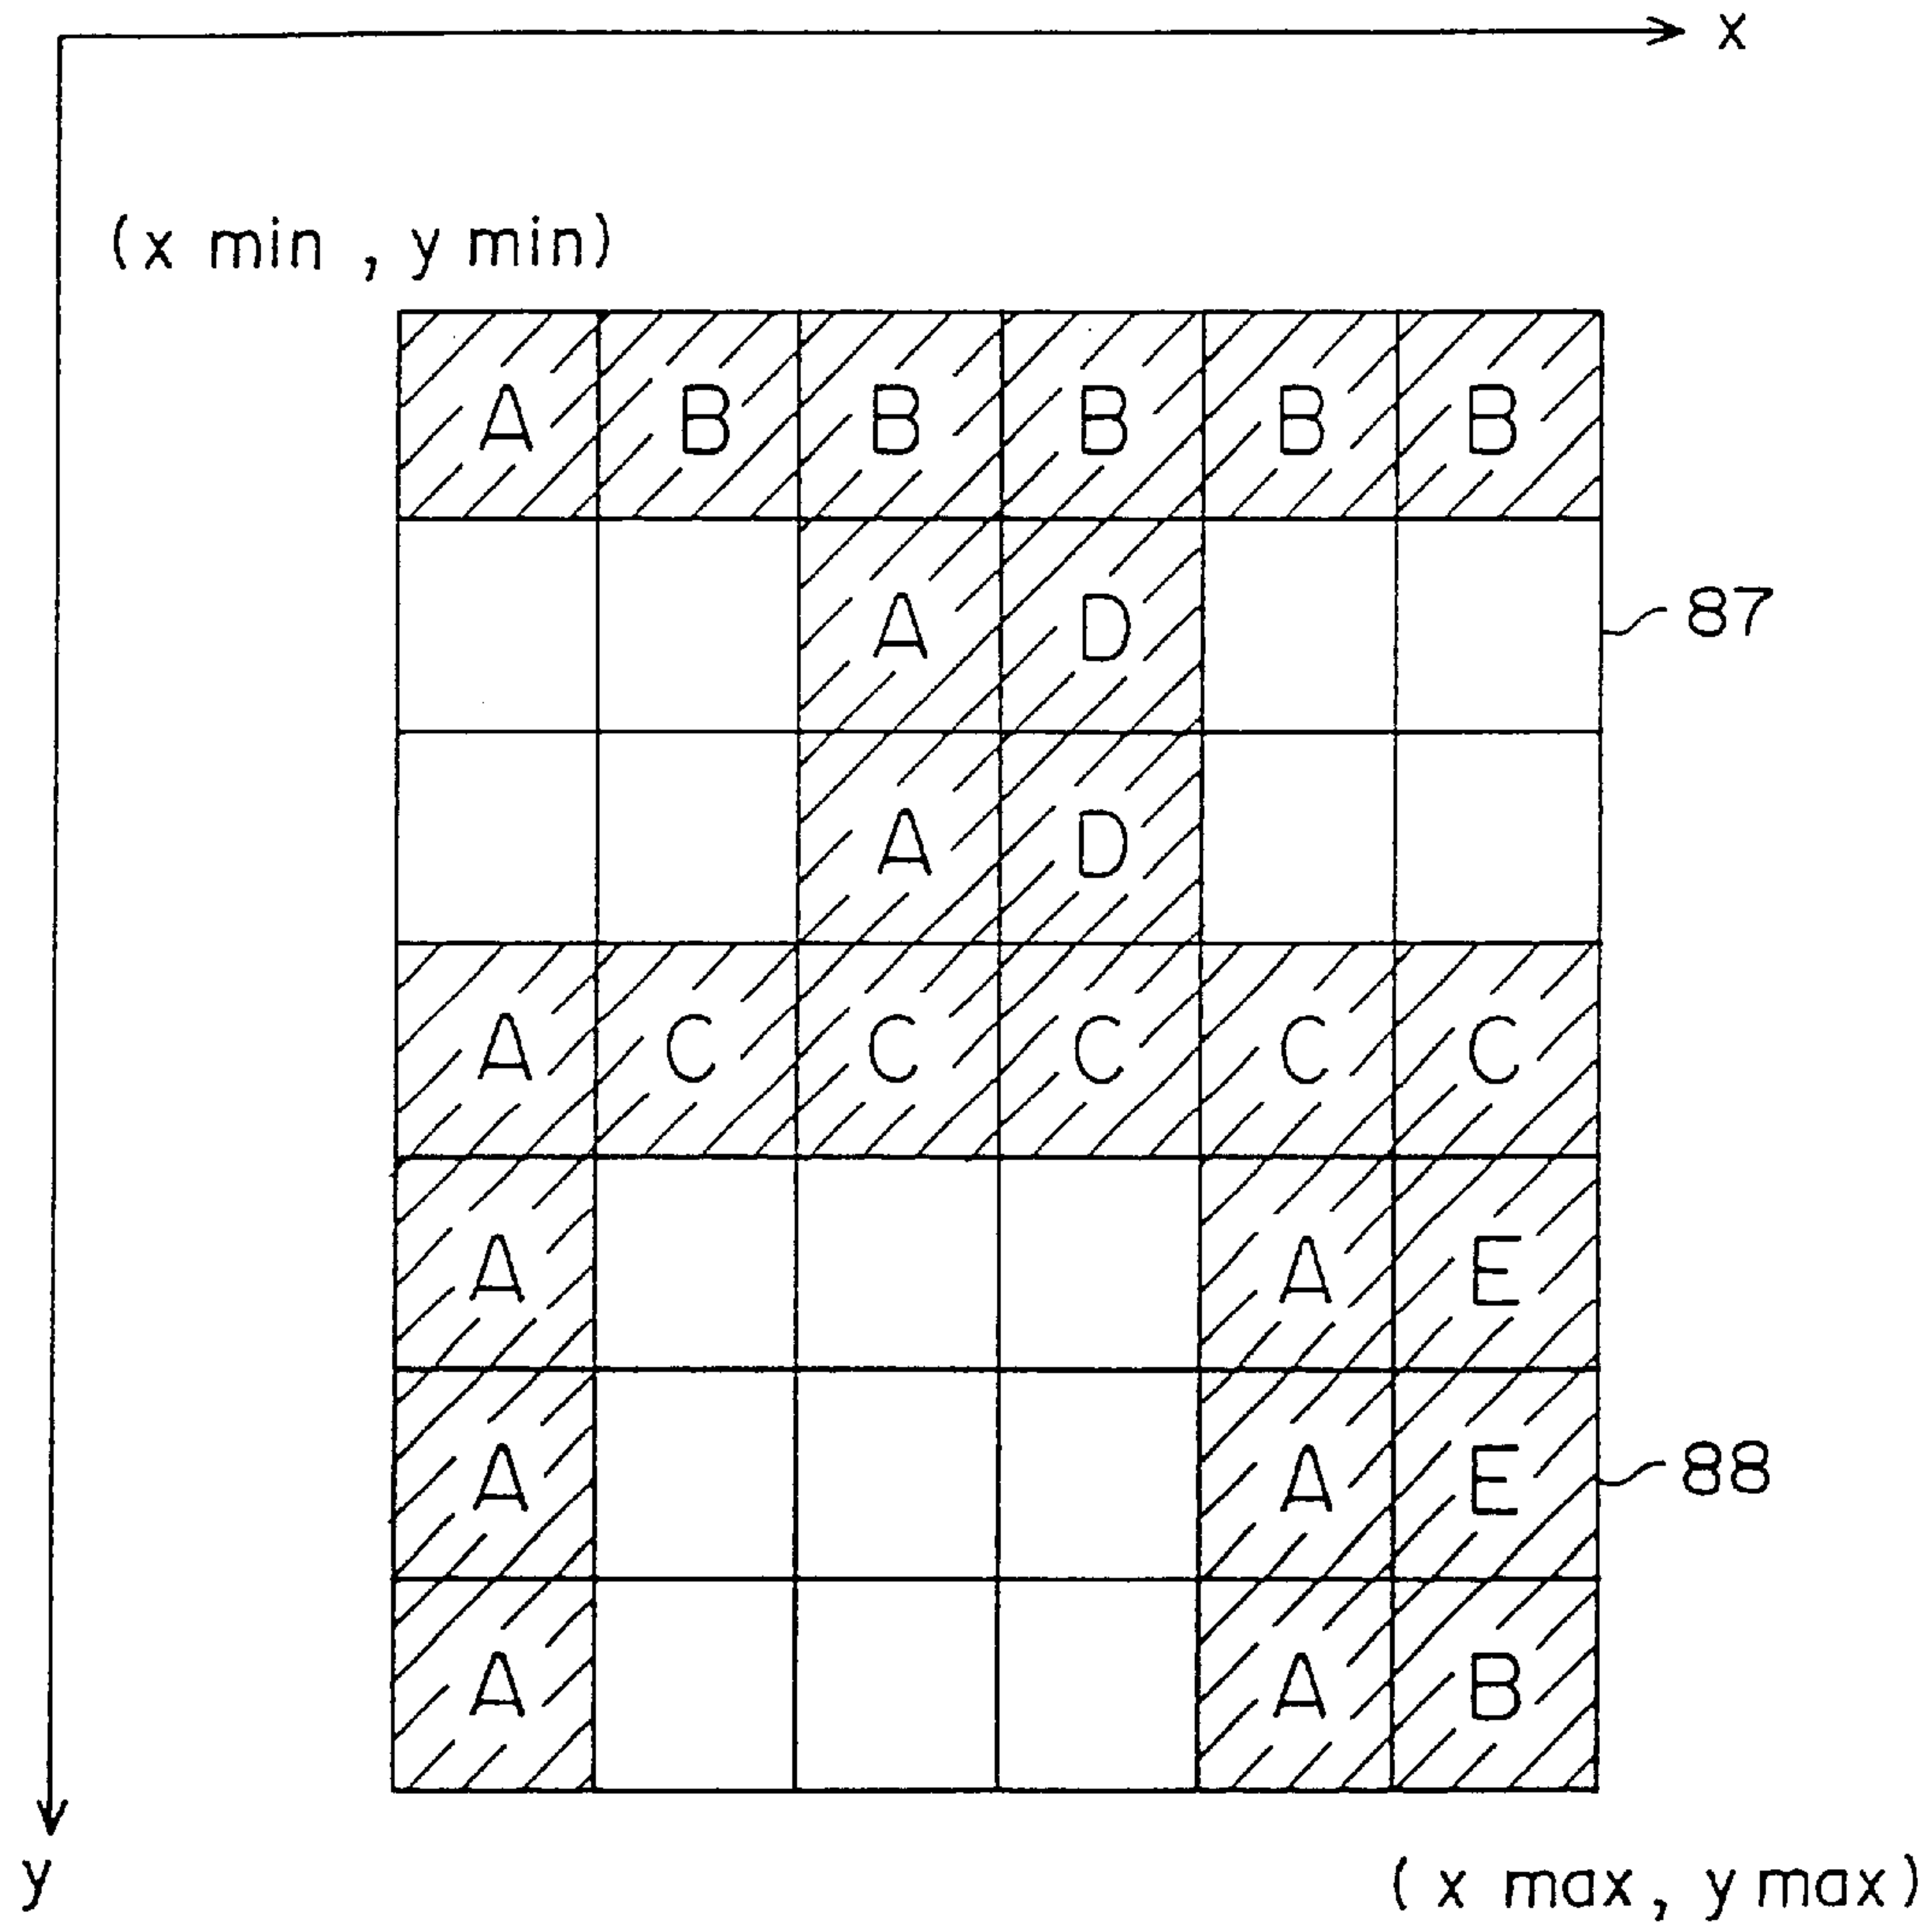 x
(x min , y min)
A B B B B B
A D 87
A D
A C C C C C
A A E
A A E 88
A A B
y (x max, y max)